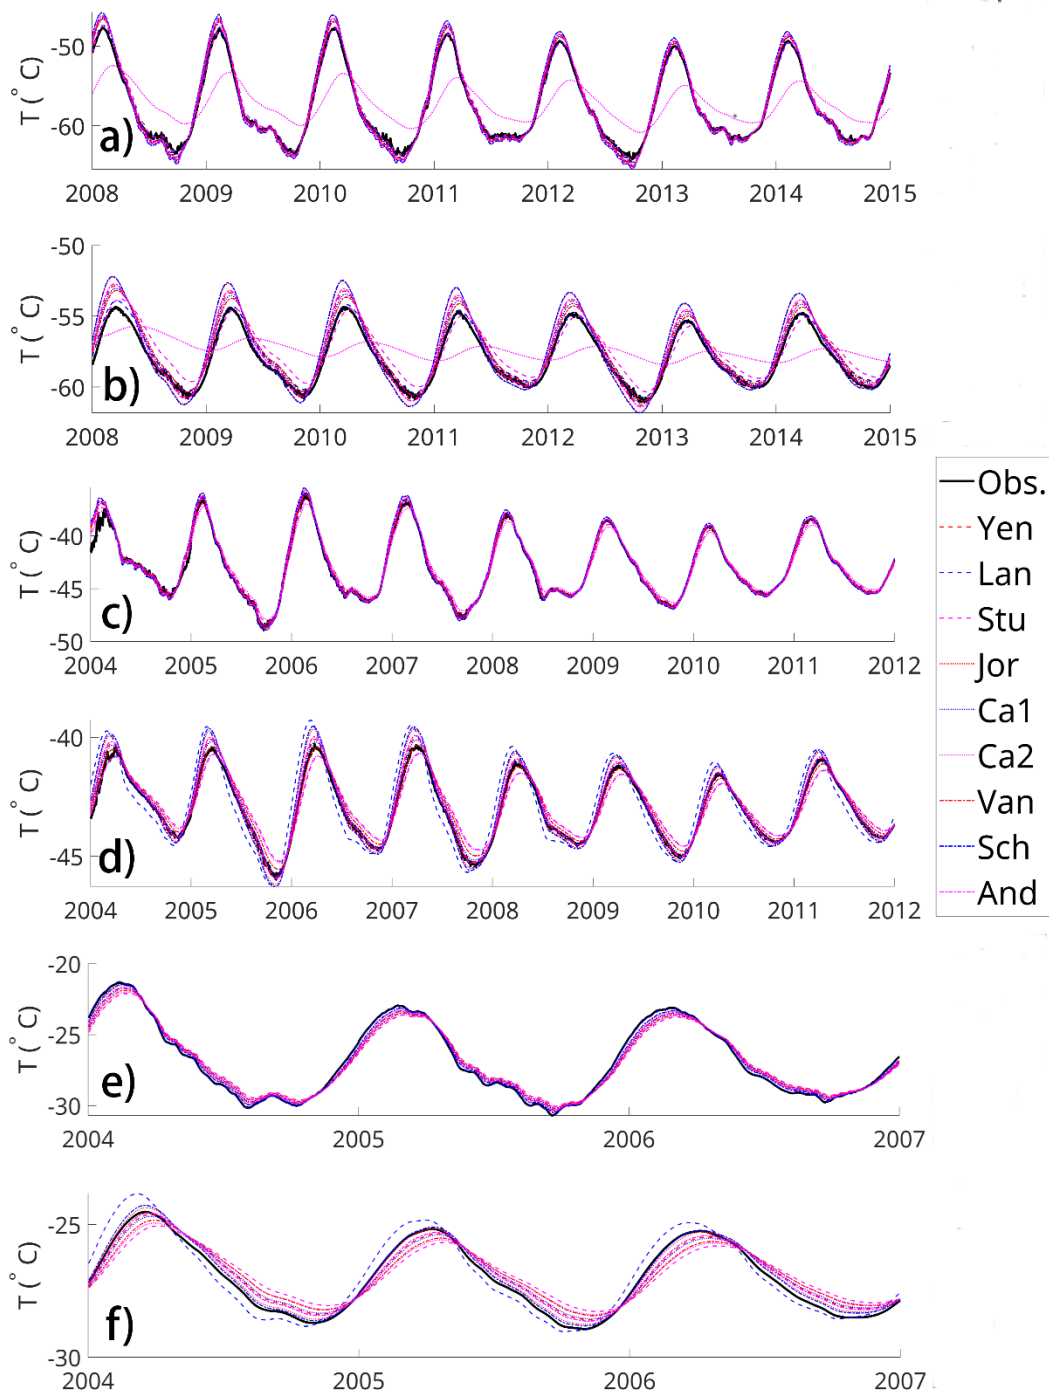 -50
-60
T ( ° C)
a)
2008 2009 2010 2011 2012 2013 2014 2015
-50
-55
-60
T ( ° C)
b)
2008 2009 2010 2011 2012 2013 2014 2015
-40
-45
-50
T ( ° C)
c)
2004 2005 2006 2007 2008 2009 2010 2011 2012
-40
-45
T ( ° C)
d)
2004 2005 2006 2007 2008 2009 2010 2011 2012
Obs.
Yen
Lan
Stu
Jor
Ca1
Ca2
Van
Sch
And
-20
-25
-30
T ( ° C)
e)
2004 2005 2006 2007
-25
-30
T ( ° C)
f)
2004 2005 2006 2007